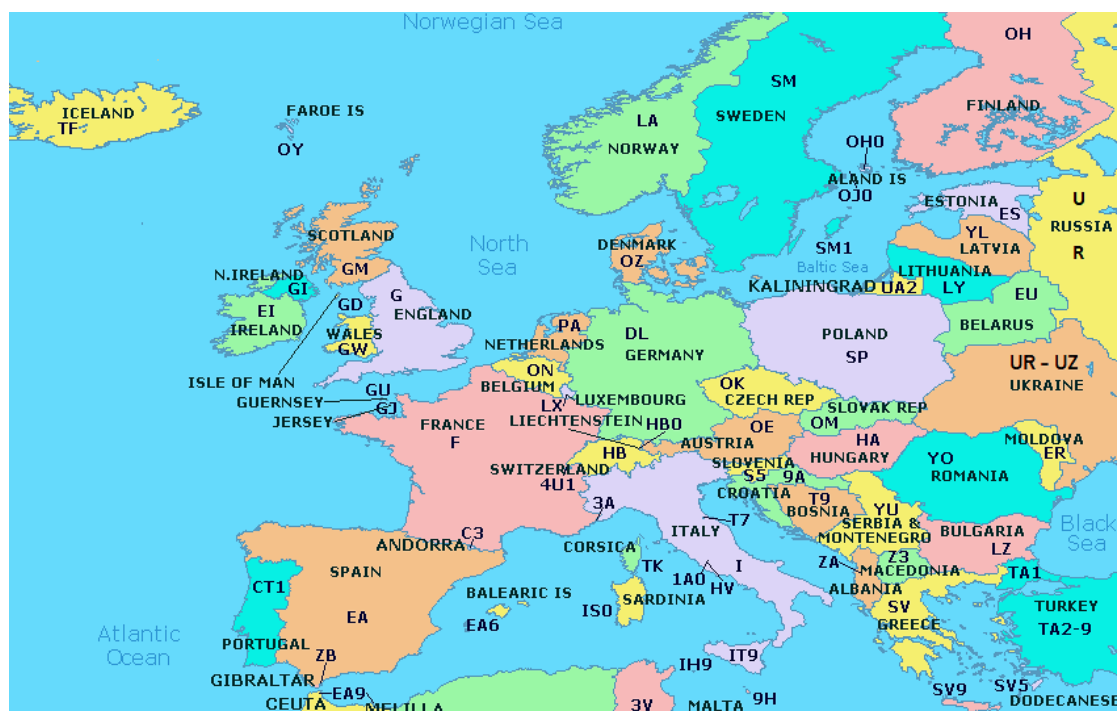 Norwegian Sea
OH
ICELAND
TF
FAROE IS
OY
SM
SWEDEN
FINLAND
LA
NORWAY
OH0
ALAND IS
OJ0
ESTONIA
ES
U
RUSSIA
R
SCOTLAND
GM
North
Sea
DENMARK
OZ
SM1
Baltic Sea
YL
LATVIA
LITHUANIA
LY
KALININGRAD
UA2
N.IRELAND
GI
EI
IRELAND
GD
G
ENGLAND
WALES
GW
PA
NETHERLANDS
DL
GERMANY
POLAND
SP
EU
BELARUS
ISLE OF MAN
GU
GUERNSEY
GJ
JERSEY
ON
BELGIUM
LX
LUXEMBOURG
LIECHTENSTEIN
HB0
OK
CZECH REP
SLOVAK REP
OM
UR - UZ
UKRAINE
FRANCE
F
HB
SWITZERLAND
4U1
OE
AUSTRIA
HA
HUNGARY
MOLDOVA
ER
SLOVENIA
S5
9A
CROATIA
YO
ROMANIA
3A
T7
ITALY
T9
BOSNIA
YU
SERBIA &
MONTENEGRO
BULGARIA
LZ
Black
Sea
C3
ANDORRA
SPAIN
EA
CORSICA
TK
1A0
HV
I
ZA
ALBANIA
Z3
MACEDONIA
TA1
CT1
PORTUGAL
BALEARIC IS
EA6
IS0
SARDINIA
SV
GREECE
TURKEY
TA2-9
Atlantic
Ocean
ZB
GIBRALTAR
IH9
IT9
CEUTA
EA9
MELILLA
3V
MALTA
9H
SV9
SV5
DODECANESE